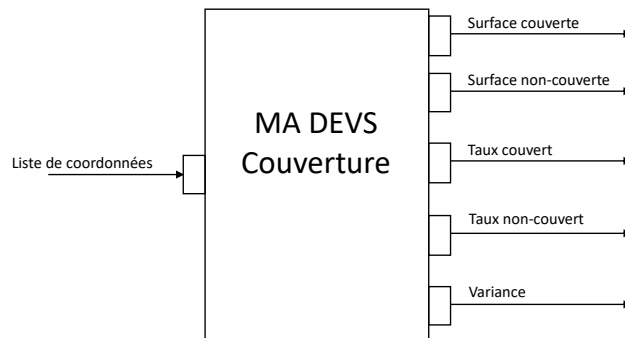 Surface couverte
Surface non-couverte
MA DEVS
Couverture
Liste de coordonnées
Taux couvert
Taux non-couvert
Variance